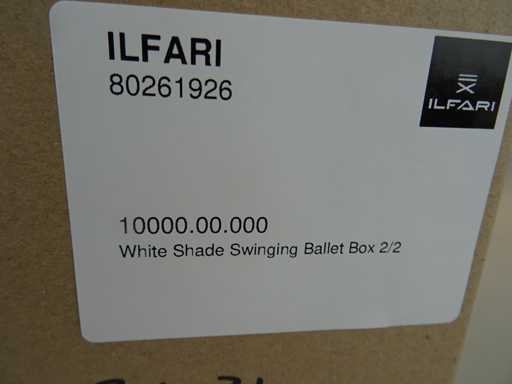 ILFARI
80261926
ILFARI
10000.00.000
White Shade Swinging Ballet Box 2/2